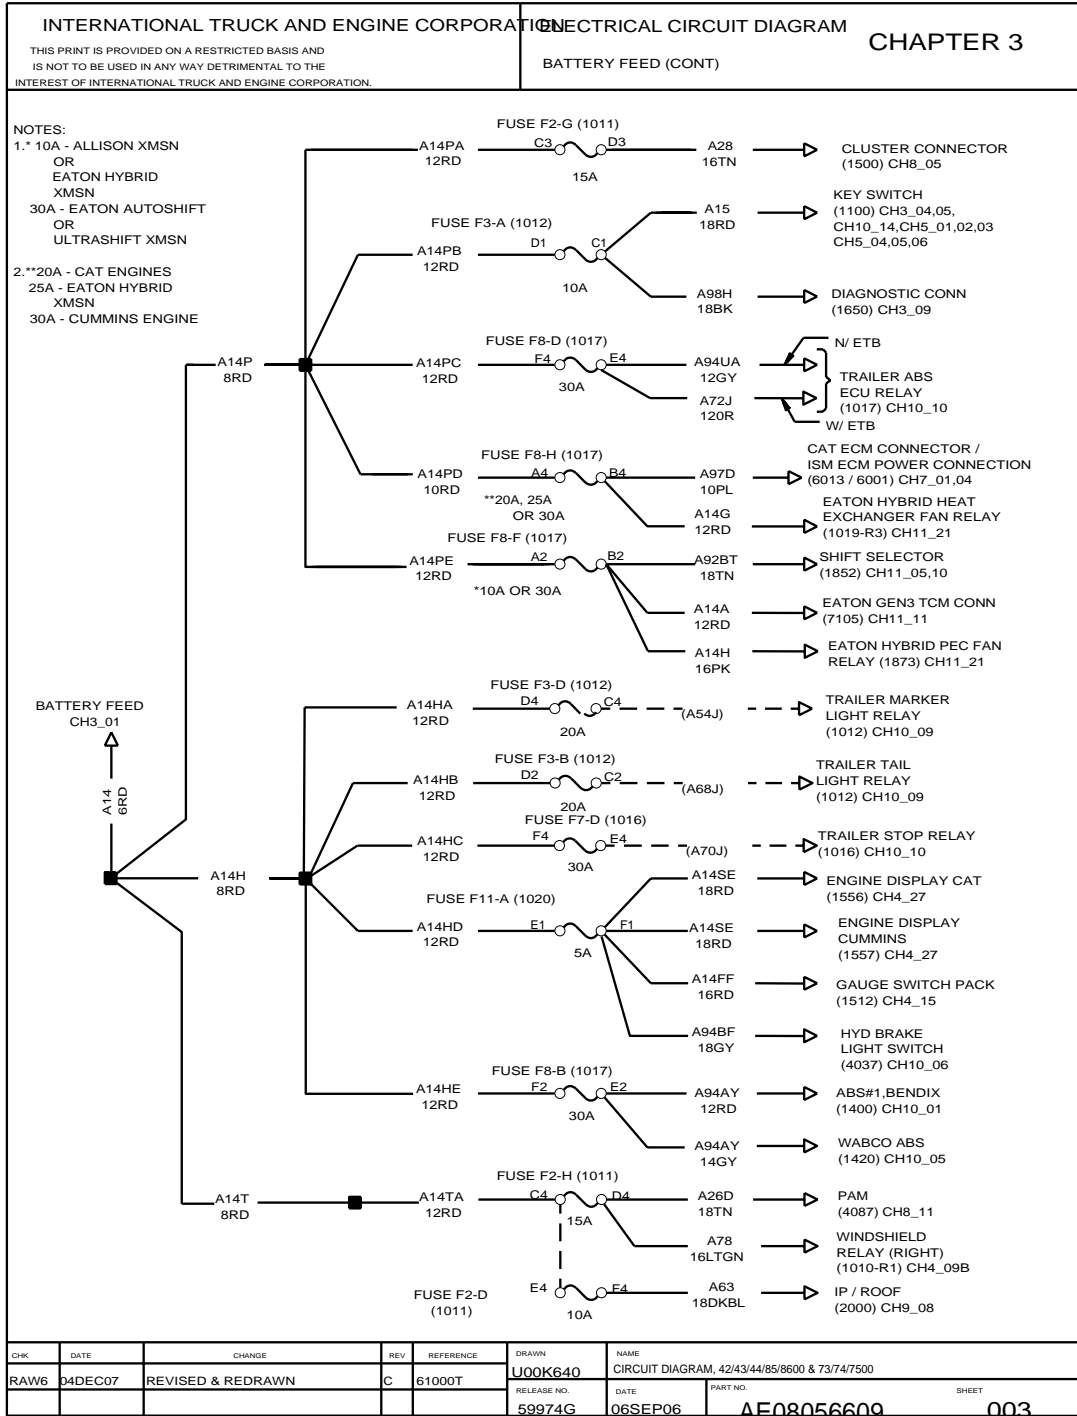 INTERNATIONAL TRUCK AND ENGINE CORPORATION
THIS PRINT IS PROVIDED ON A RESTRICTED BASIS AND
IS NOT TO BE USED IN ANY WAY DETRIMENTAL TO THE
INTEREST OF INTERNATIONAL TRUCK AND ENGINE CORPORATION.
ELECTRICAL CIRCUIT DIAGRAM
BATTERY FEED (CONT)
CHAPTER 3
NOTES:
1.* 10A - ALLISON XMSN
OR
EATON HYBRID
XMSN
30A - EATON AUTOSHIFT
OR
ULTRASHIFT XMSN
2.**20A - CAT ENGINES
25A - EATON HYBRID
XMSN
30A - CUMMINS ENGINE
BATTERY FEED
CH3_01
A14
6RD
A14P
8RD
A14H
8RD
A14T
8RD
FUSE F2-G (1011)
A14PA
12RD
C3
D3
15A
A28
16TN
CLUSTER CONNECTOR
(1500) CH8_05
FUSE F3-A (1012)
A14PB
12RD
D1
C1
10A
A15
18RD
KEY SWITCH
(1100) CH3_04,05,
CH10_14,CH5_01,02,03
CH5_04,05,06
A98H
18BK
DIAGNOSTIC CONN
(1650) CH3_09
FUSE F8-D (1017)
A14PC
12RD
F4
E4
30A
A94UA
12GY
N/ ETB
A72J
120R
W/ ETB
TRAILER ABS
ECU RELAY
(1017) CH10_10
FUSE F8-H (1017)
A14PD
10RD
A4
B4
**20A, 25A
OR 30A
A97D
10PL
CAT ECM CONNECTOR /
ISM ECM POWER CONNECTION
(6013 / 6001) CH7_01,04
A14G
12RD
EATON HYBRID HEAT
EXCHANGER FAN RELAY
(1019-R3) CH11_21
FUSE F8-F (1017)
A14PE
12RD
A2
B2
*10A OR 30A
A92BT
18TN
SHIFT SELECTOR
(1852) CH11_05,10
A14A
12RD
EATON GEN3 TCM CONN
(7105) CH11_11
A14H
16PK
EATON HYBRID PEC FAN
RELAY (1873) CH11_21
FUSE F3-D (1012)
A14HA
12RD
D4
C4
20A
(A54J)
TRAILER MARKER
LIGHT RELAY
(1012) CH10_09
FUSE F3-B (1012)
A14HB
12RD
D2
C2
20A
(A68J)
TRAILER TAIL
LIGHT RELAY
(1012) CH10_09
FUSE F7-D (1016)
A14HC
12RD
F4
E4
30A
(A70J)
TRAILER STOP RELAY
(1016) CH10_10
FUSE F11-A (1020)
A14HD
12RD
E1
F1
5A
A14SE
18RD
ENGINE DISPLAY CAT
(1556) CH4_27
A14SE
18RD
ENGINE DISPLAY
CUMMINS
(1557) CH4_27
A14FF
16RD
GAUGE SWITCH PACK
(1512) CH4_15
A94BF
18GY
HYD BRAKE
LIGHT SWITCH
(4037) CH10_06
FUSE F8-B (1017)
A14HE
12RD
F2
E2
30A
A94AY
12RD
ABS#1,BENDIX
(1400) CH10_01
A94AY
14GY
WABCO ABS
(1420) CH10_05
FUSE F2-H (1011)
A14TA
12RD
C4
D4
15A
A26D
18TN
PAM
(4087) CH8_11
A78
16LTGN
WINDSHIELD
RELAY (RIGHT)
(1010-R1) CH4_09B
FUSE F2-D
(1011)
E4
F4
10A
A63
18DKBL
IP / ROOF
(2000) CH9_08
CHK DATE CHANGE REV REFERENCE
RAW6 04DEC07 REVISED & REDRAWN C 61000T
DRAWN
U00K640
NAME
CIRCUIT DIAGRAM, 42/43/44/85/8600 & 73/74/7500
RELEASE NO.
59974G
DATE
06SEP06
PART NO.
AE08056609
SHEET
003